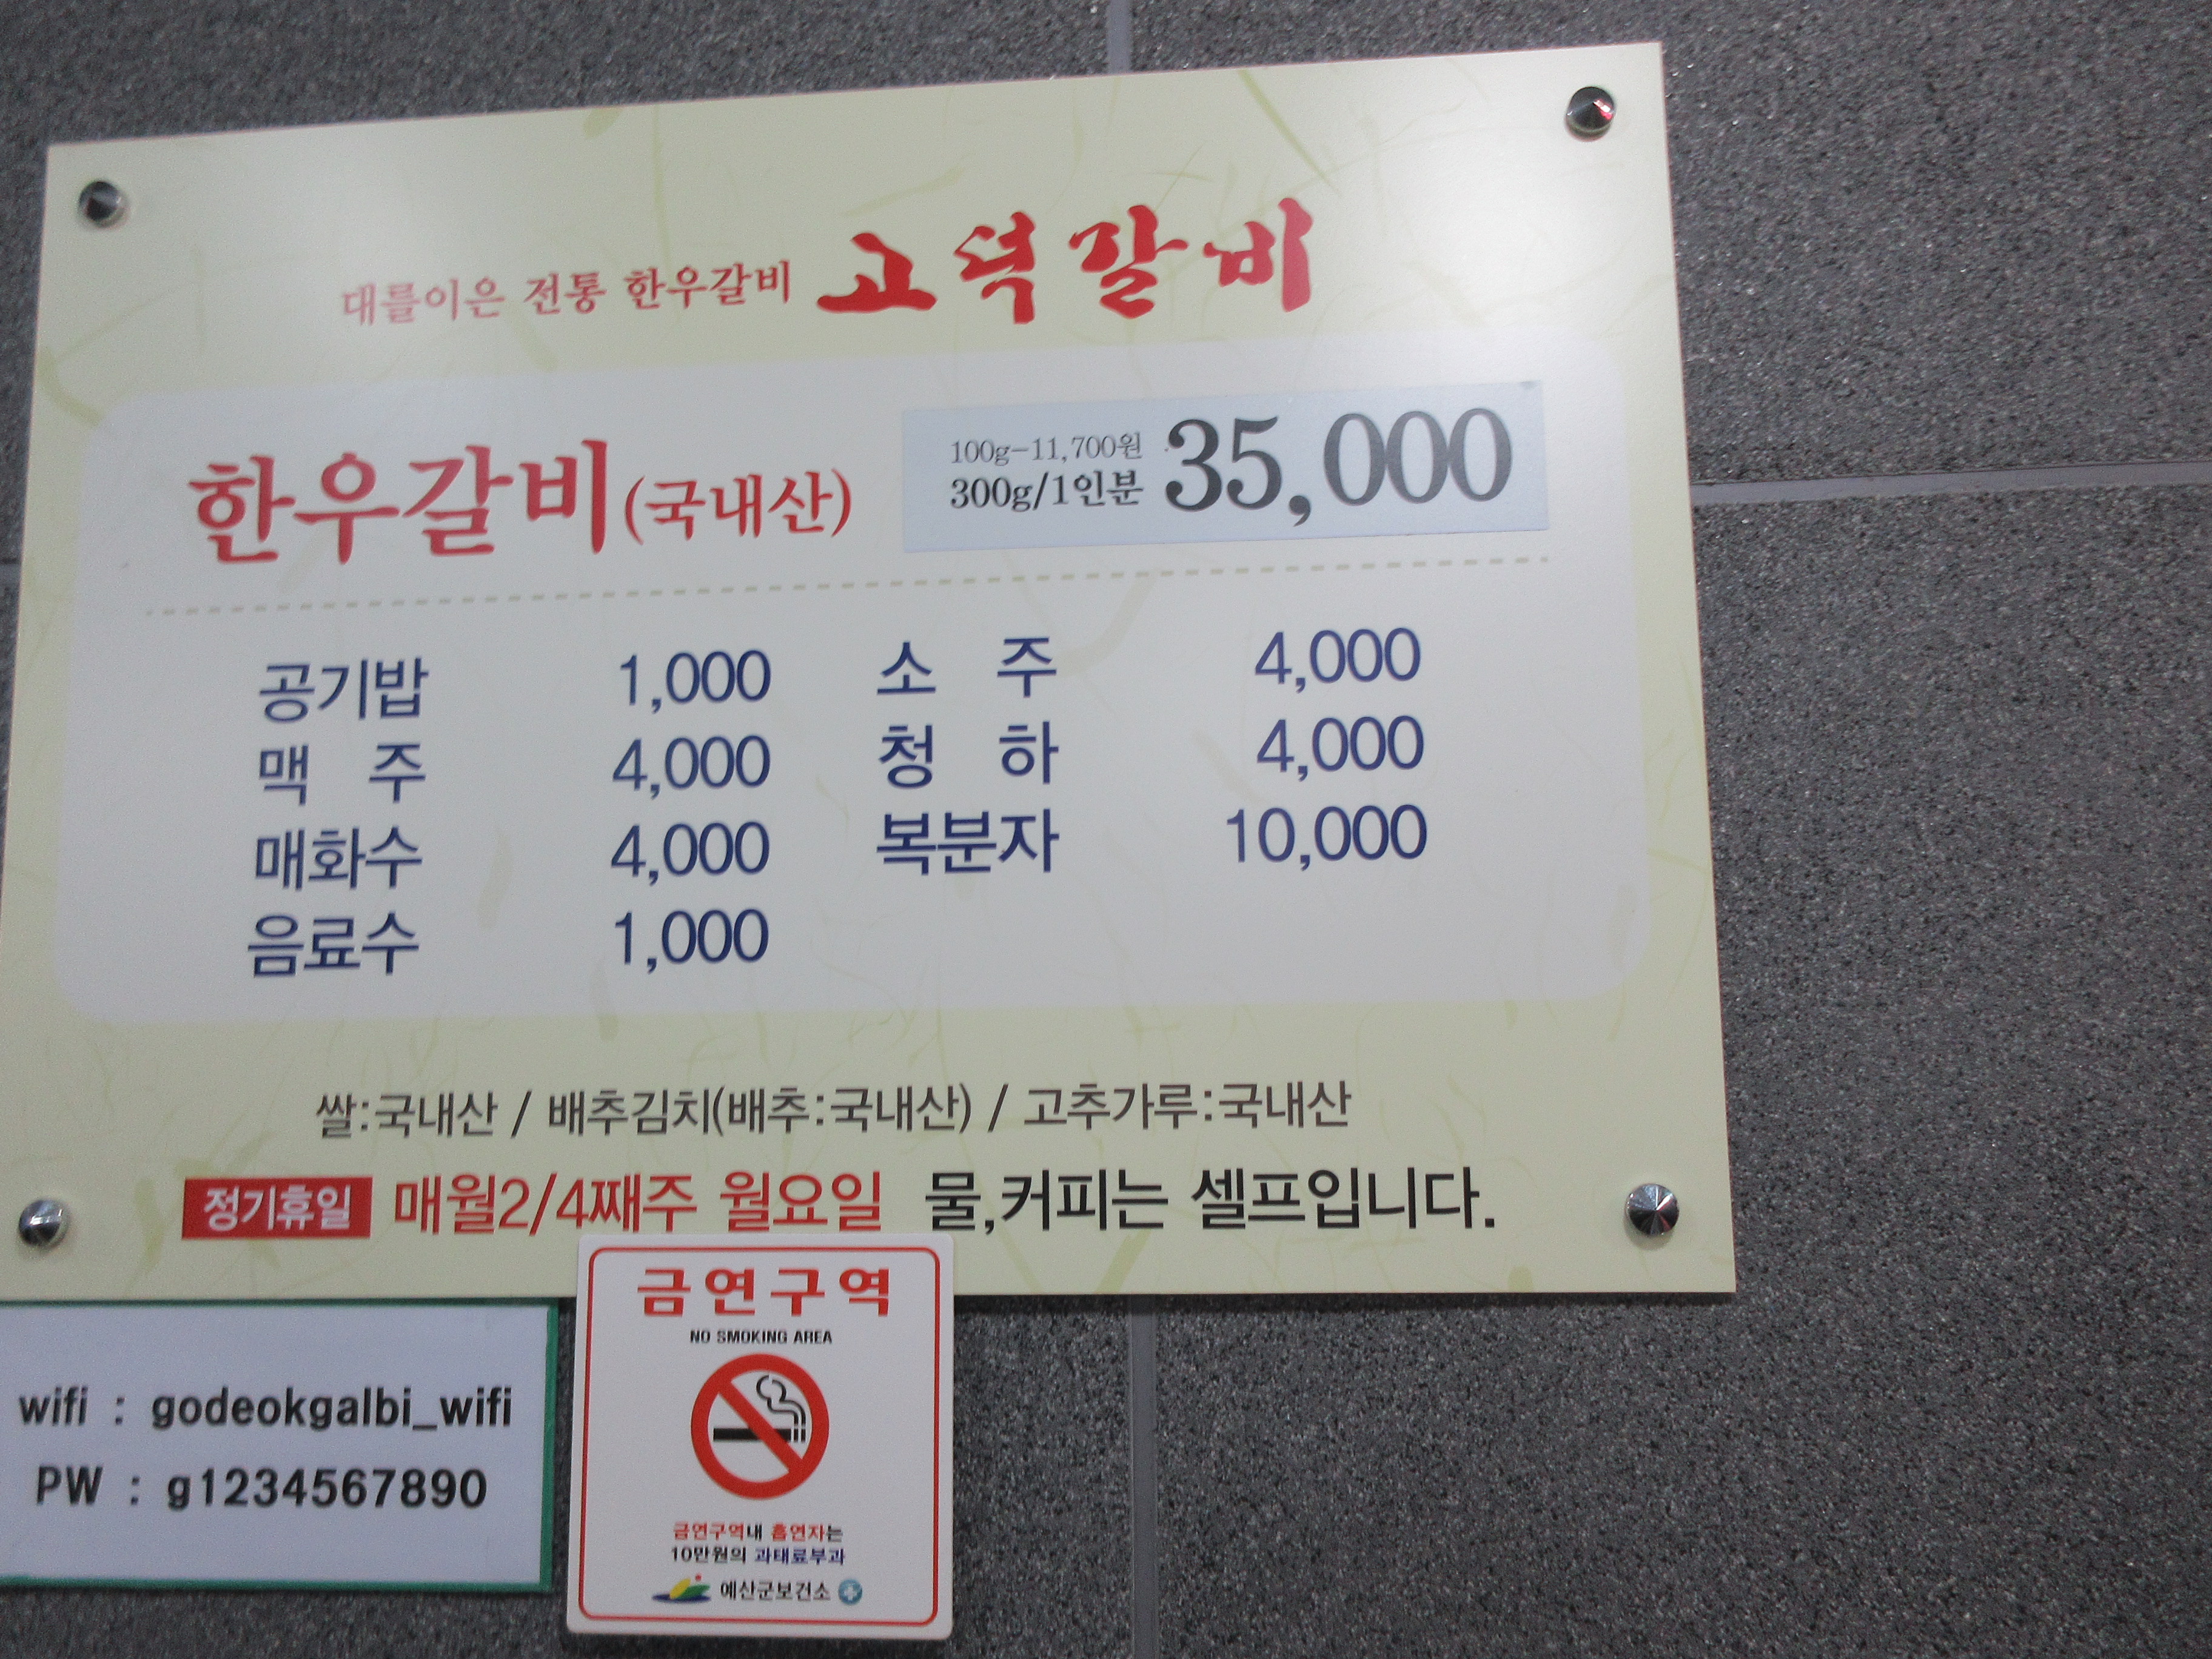 대를이은 전통 한우갈비 고덕갈비
한우갈비(국내산)
100g-11,700원
300g/1인분 35,000
공기밥 1,000 소 주 4,000
맥 주 4,000 청 하 4,000
매화수 4,000 복분자 10,000
음료수 1,000
쌀:국내산 / 배추김치(배추:국내산) / 고추가루:국내산
정기휴일 매월2/4째주 월요일 물,커피는 셀프입니다.
금연구역
NO SMOKING AREA
금연구역내 흡연자는
10만원의 과태료부과
예산군보건소
wifi : godeokgalbi_wifi
PW : g1234567890